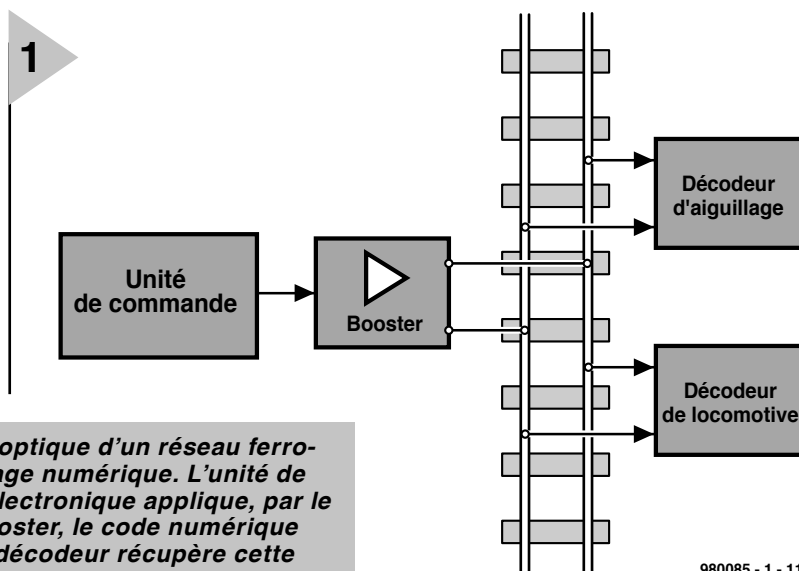 1
Unité
de commande
Booster
Décodeur
d'aiguillage
Décodeur
de locomotive
optique d'un réseau ferro-
age numérique. L'unité de
lectronique applique, par le
oster, le code numérique
décodeur récupère cette
980085 - 1 - 11